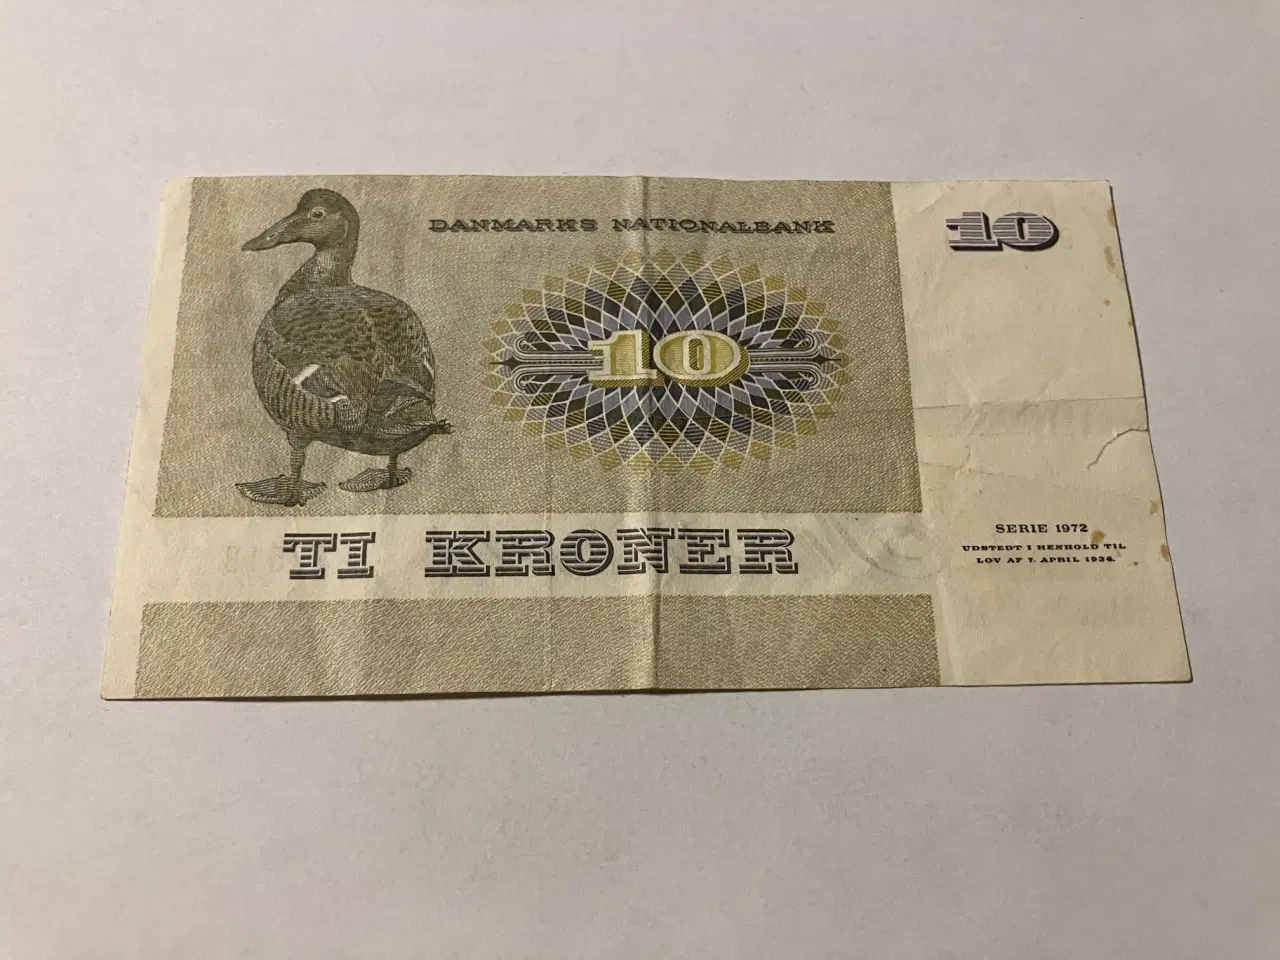 DANMARKS NATIONALBANK
10
10
TI KRONER
SERIE 1972
UDSTEDT I HENHOLD TIL
LOV AF 7. APRIL 1936.